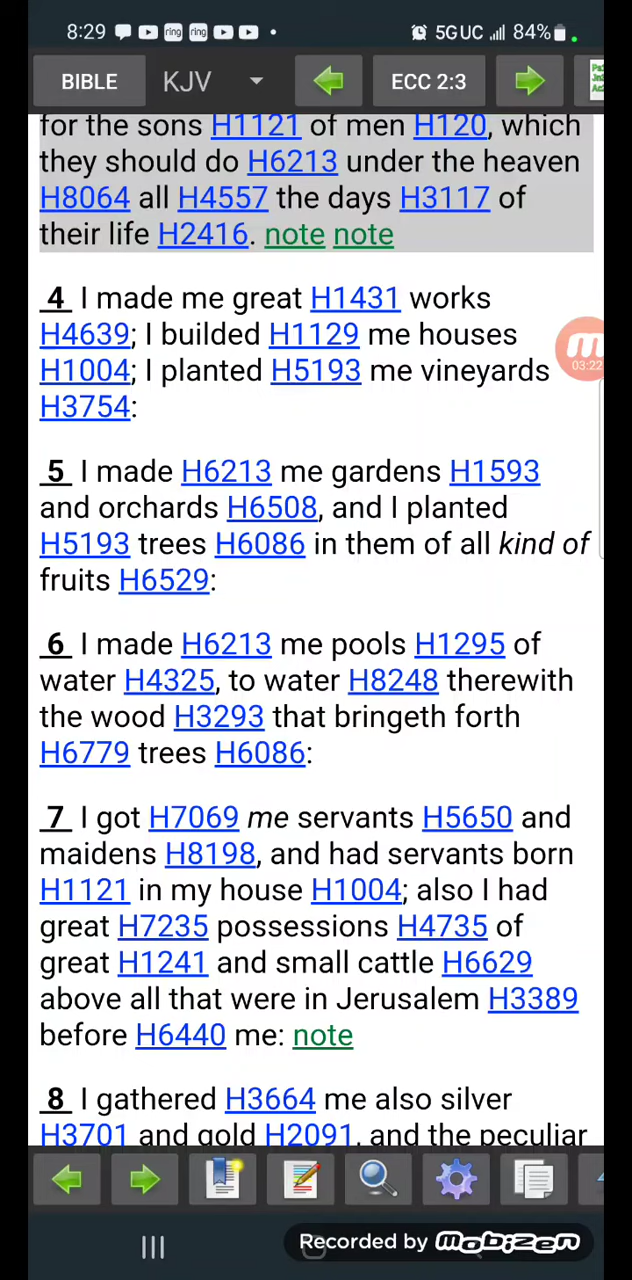 8:29 ring ring 5G UC 84%
BIBLE KJV ECC 2:3
for the sons H1121 of men H120, which
they should do H6213 under the heaven
H8064 all H4557 the days H3117 of
their life H2416. note note
4 I made me great H1431 works
H4639; I builded H1129 me houses
H1004; I planted H5193 me vineyards
H3754:
03:22
5 I made H6213 me gardens H1593
and orchards H6508, and I planted
H5193 trees H6086 in them of all kind of
fruits H6529:
6 I made H6213 me pools H1295 of
water H4325, to water H8248 therewith
the wood H3293 that bringeth forth
H6779 trees H6086:
7 I got H7069 me servants H5650 and
maidens H8198, and had servants born
H1121 in my house H1004; also I had
great H7235 possessions H4735 of
great H1241 and small cattle H6629
above all that were in Jerusalem H3389
before H6440 me: note
8 I gathered H3664 me also silver
H3701 and gold H2091, and the peculiar
Recorded by mobizen